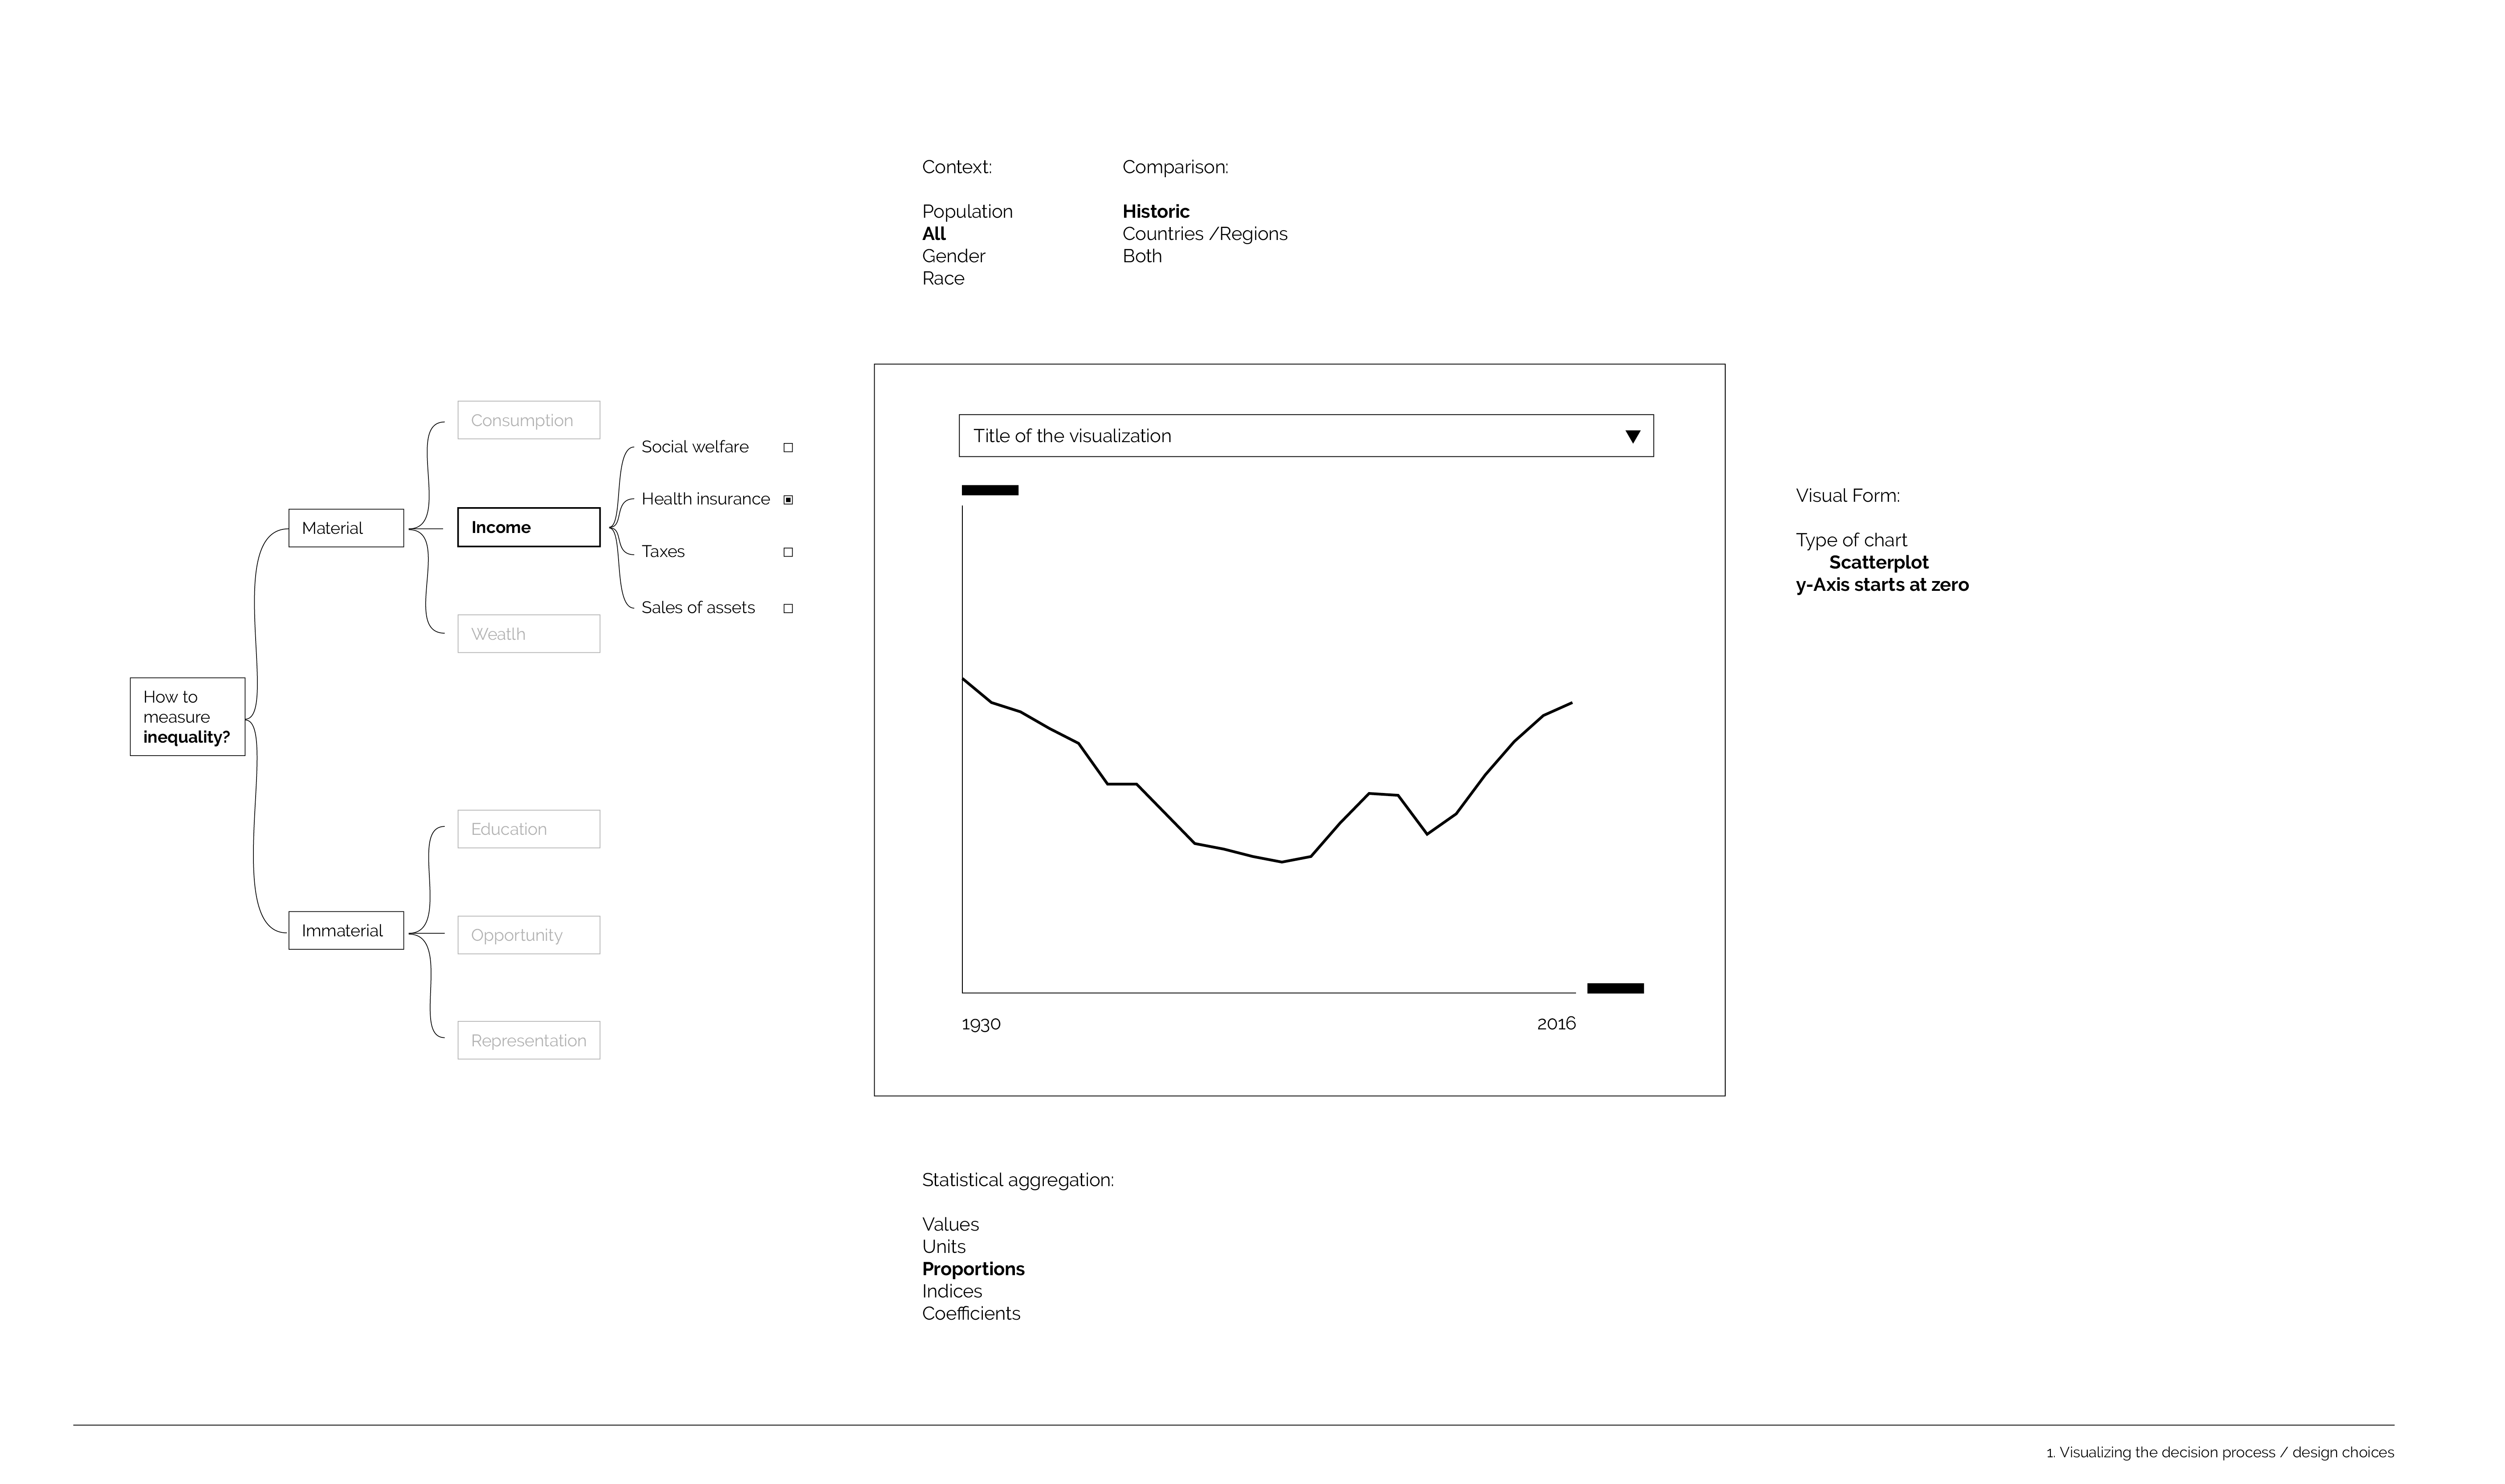 Context:
Population
All
Gender
Race
Comparison:
Historic
Countries /Regions
Both
How to
measure
inequality?
Material
Consumption
Income
Weatlh
Social welfare
Health insurance
Taxes
Sales of assets
Immaterial
Education
Opportunity
Representation
Title of the visualization
1930
2016
Visual Form:
Type of chart
Scatterplot
y-Axis starts at zero
Statistical aggregation:
Values
Units
Proportions
Indices
Coefficients
1. Visualizing the decision process / design choices